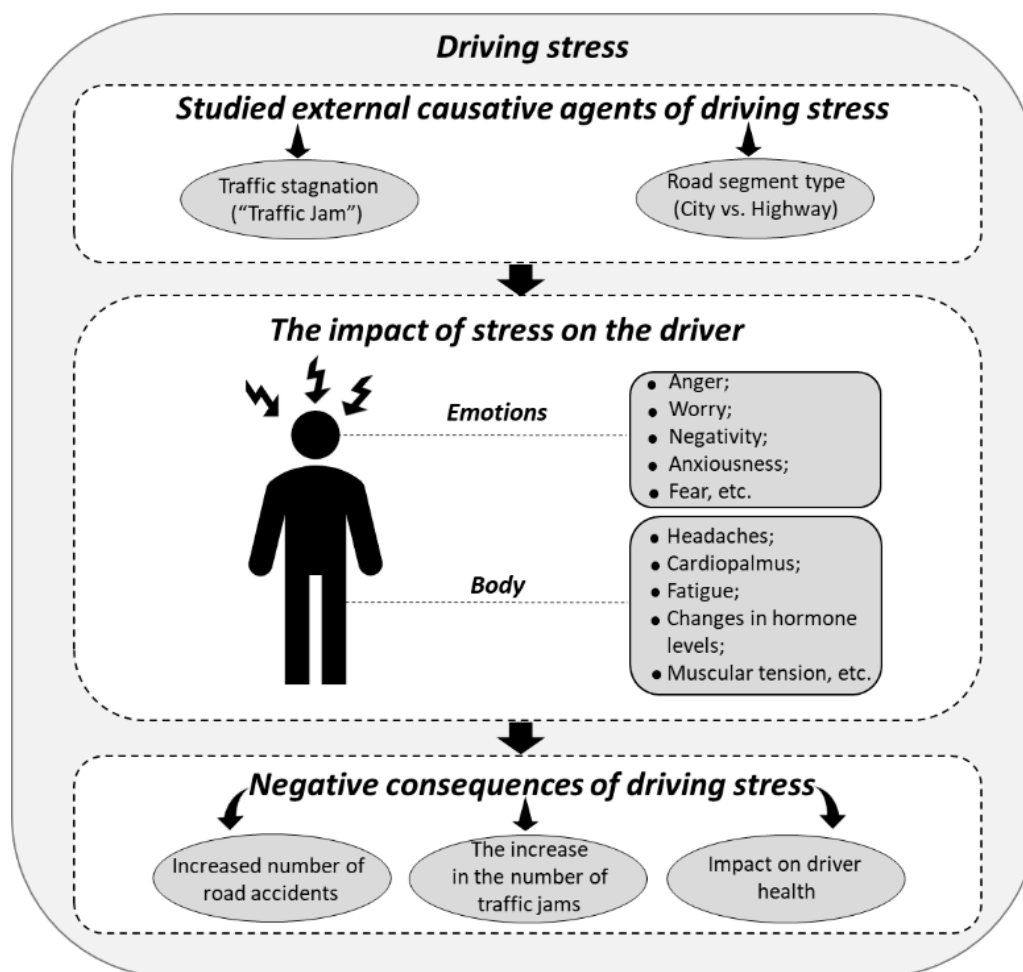 Driving stress
Studied external causative agents of driving stress
Traffic stagnation
(“Traffic Jam”)
Road segment type
(City vs. Highway)
The impact of stress on the driver
Emotions
● Anger;
● Worry;
● Negativity;
● Anxiousness;
● Fear, etc.
Body
● Headaches;
● Cardiopalmus;
● Fatigue;
● Changes in hormone
levels;
● Muscular tension, etc.
Negative consequences of driving stress
Increased number of
road accidents
The increase
in the number of
traffic jams
Impact on driver
health